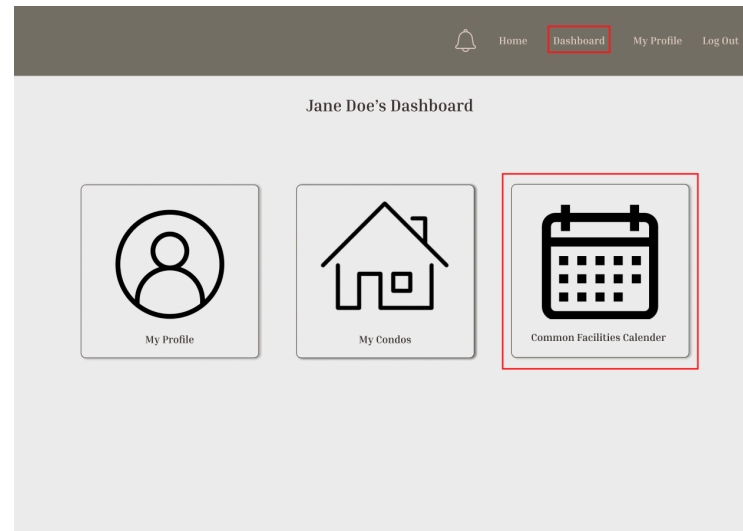 Home Dashboard My Profile Log Out
Jane Doe's Dashboard
My Profile My Condos Common Facilities Calender